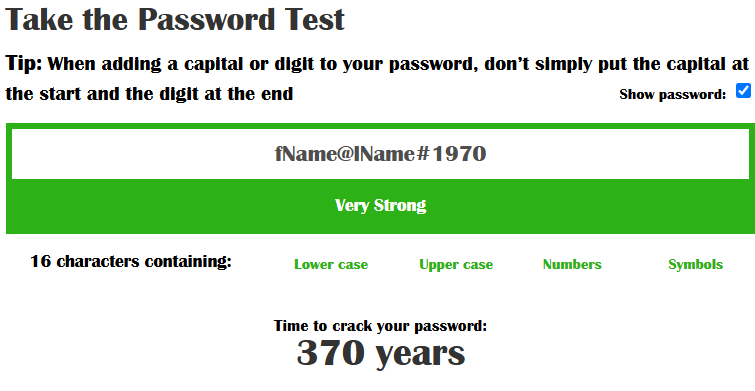 Take the Password Test
Tip: When adding a capital or digit to your password, don't simply put the capital at
the start and the digit at the end
Show password:
fName@lName#1970
Very Strong
16 characters containing:
Lower case
Upper case
Numbers
Symbols
Time to crack your password:
370 years